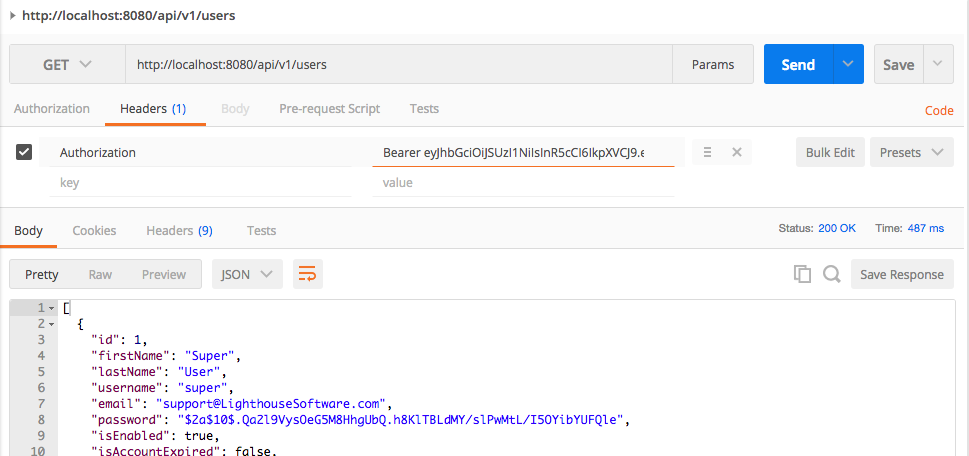 http://localhost:8080/api/v1/users
GET http://localhost:8080/api/v1/users Params Send Save
Authorization Headers (1) Body Pre-request Script Tests Code
Authorization Bearer eyJhbGciOiJSUzI1NiIsInR5cCI6IkpXVCJ9.e Bulk Edit Presets
key value
Body Cookies Headers (9) Tests Status: 200 OK Time: 487 ms
Pretty Raw Preview JSON Save Response
1 [
2 {
3 "id": 1,
4 "firstName": "Super",
5 "lastName": "User",
6 "username": "super",
7 "email": "support@LighthouseSoftware.com",
8 "password": "$2a$10$.Qa2l9VysOeG5M8HhgUbQ.h8KlTBLdMY/slPwMtL/I5OYibYUFQle",
9 "isEnabled": true,
10 "isAccountExpired": false,